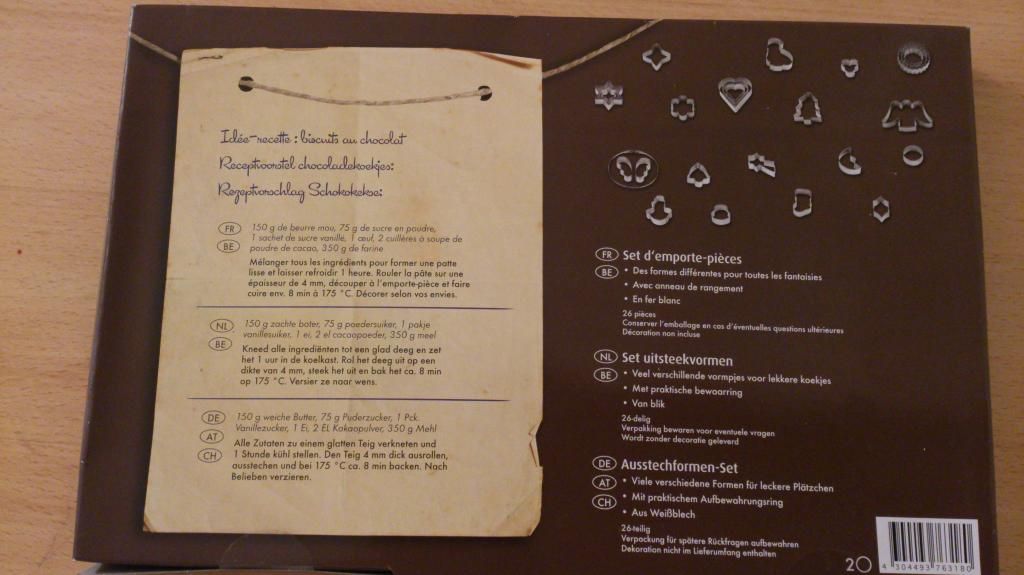 Idée-recette : biscuits au chocolat
Receptvoorstel chocoladekoekjes:
Rezeptvorschlag Schokokekse:
FR
BE
150 g de beurre mou, 75 g de sucre en poudre,
1 sachet de sucre vanillé, 1 œuf, 2 cuillères à soupe de
poudre de cacao, 350 g de farine
Mélanger tous les ingrédients pour former une patte
lisse et laisser refroidir 1 heure. Rouler la pâte sur une
épaisseur de 4 mm, découper à l'emporte-pièce et faire
cuire env. 8 min à 175 °C. Décorer selon vos envies.
NL
BE
150 g zachte boter, 75 g poedersuiker, 1 pakje
vanillesuiker, 1 ei, 2 el cacaopoeder, 350 g meel
Kneed alle ingrediënten tot een glad deeg en zet
het 1 uur in de koelkast. Rol het deeg uit op een
dikte van 4 mm, steek het uit en bak het ca. 8 min
op 175 °C. Versier ze naar wens.
DE
AT
CH
150 g weiche Butter, 75 g Puderzucker, 1 Pck.
Vanillezucker, 1 Ei, 2 EL Kakaopulver, 350 g Mehl
Alle Zutaten zu einem glatten Teig verkneten und
1 Stunde kühl stellen. Den Teig 4 mm dick ausrollen,
ausstechen und bei 175 °C ca. 8 min backen. Nach
Belieben verzieren.
FR
BE
Set d'emporte-pièces
• Des formes différentes pour toutes les fantaisies
• Avec anneau de rangement
• En fer blanc
26 pièces
Conserver l'emballage en cas d'éventuelles questions ultérieures
Décoration non incluse
NL
BE
Set uitsteekvormen
• Veel verschillende vormpjes voor lekkere koekjes
• Met praktische bewaarring
• Van blik
26-delig
Verpakking bewaren voor eventuele vragen
Wordt zonder decoratie geleverd
DE
AT
CH
Ausstechformen-Set
• Viele verschiedene Formen für leckere Plätzchen
• Mit praktischem Aufbewahrungsring
• Aus Weißblech
26-teilig
Verpackung für spätere Rückfragen aufbewahren
Dekoration nicht im Lieferumfang enthalten
2
4 304493 763180